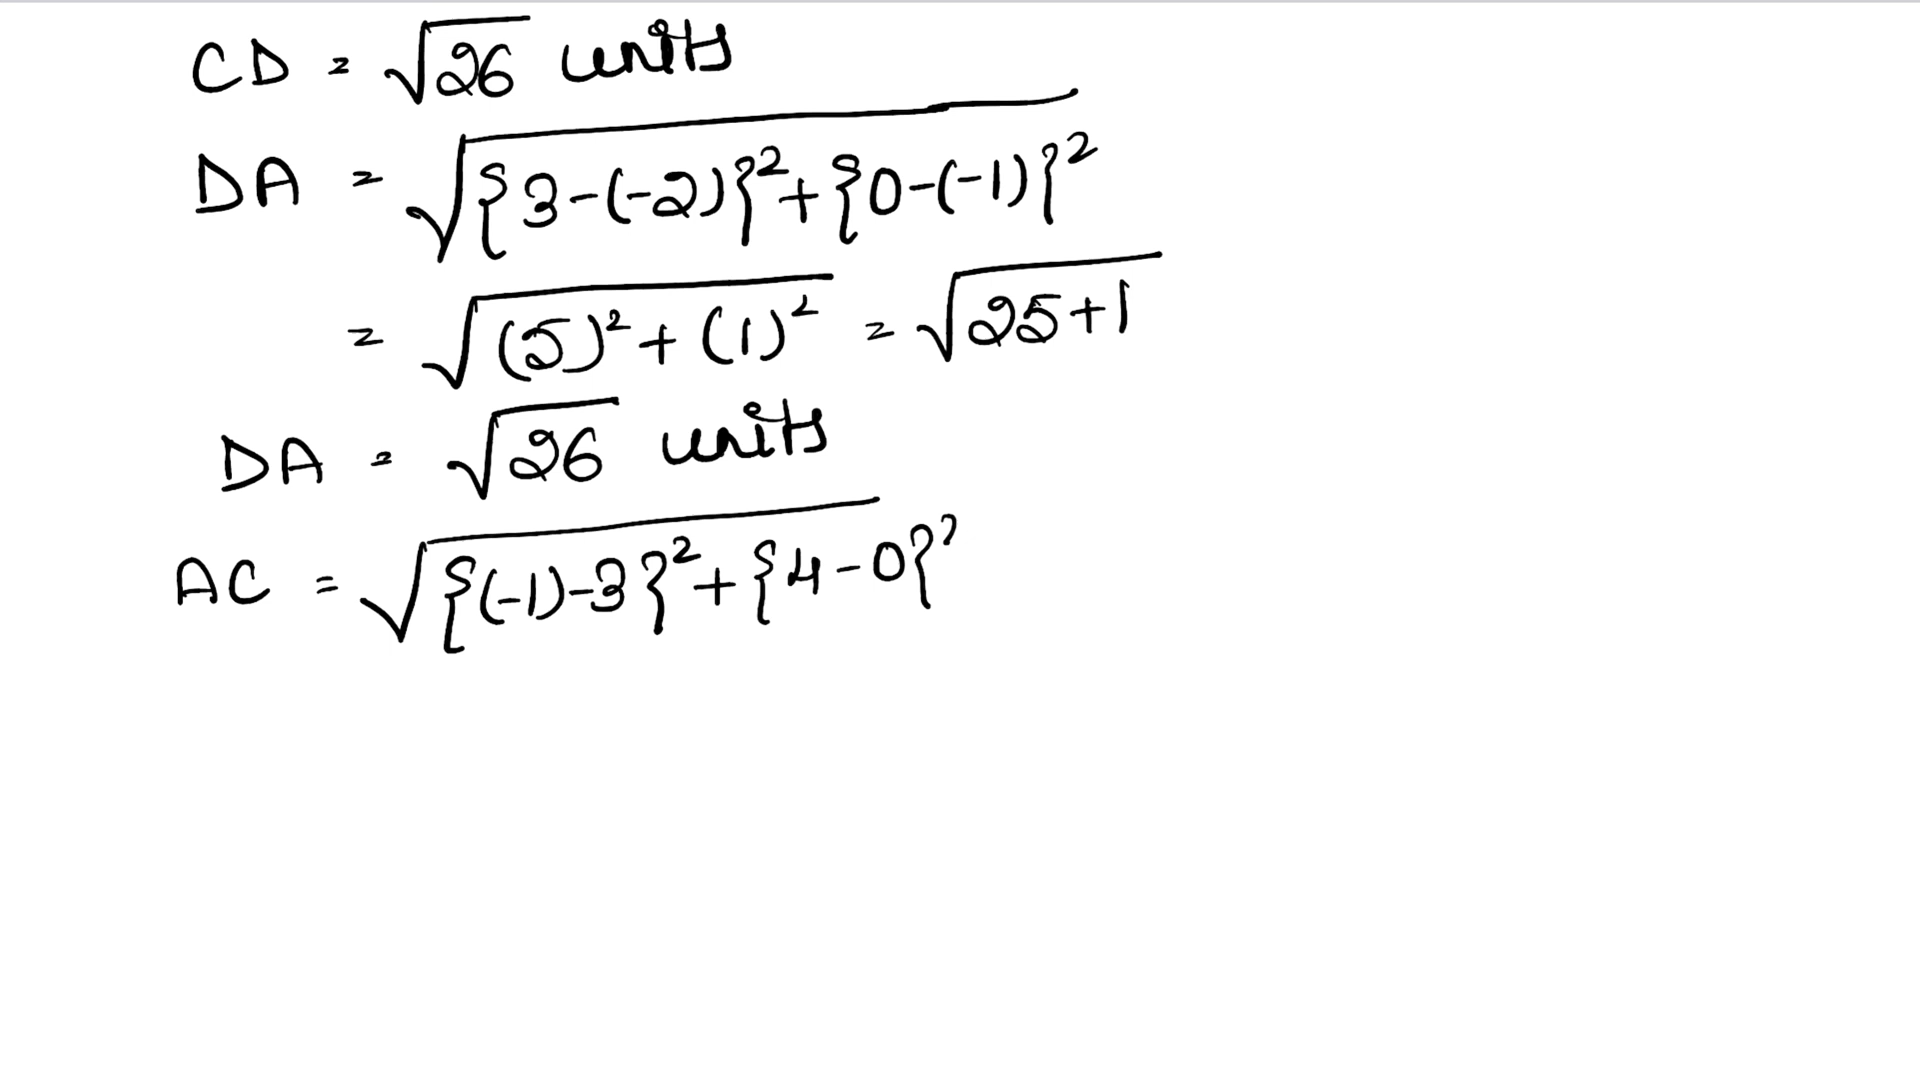 CD = √26 units
DA = √{3-(-2)}²+{0-(-1)}²
= √(5)²+(1)² = √25+1
DA = √26 units
AC = √{(-1)-3}²+{4-0}²